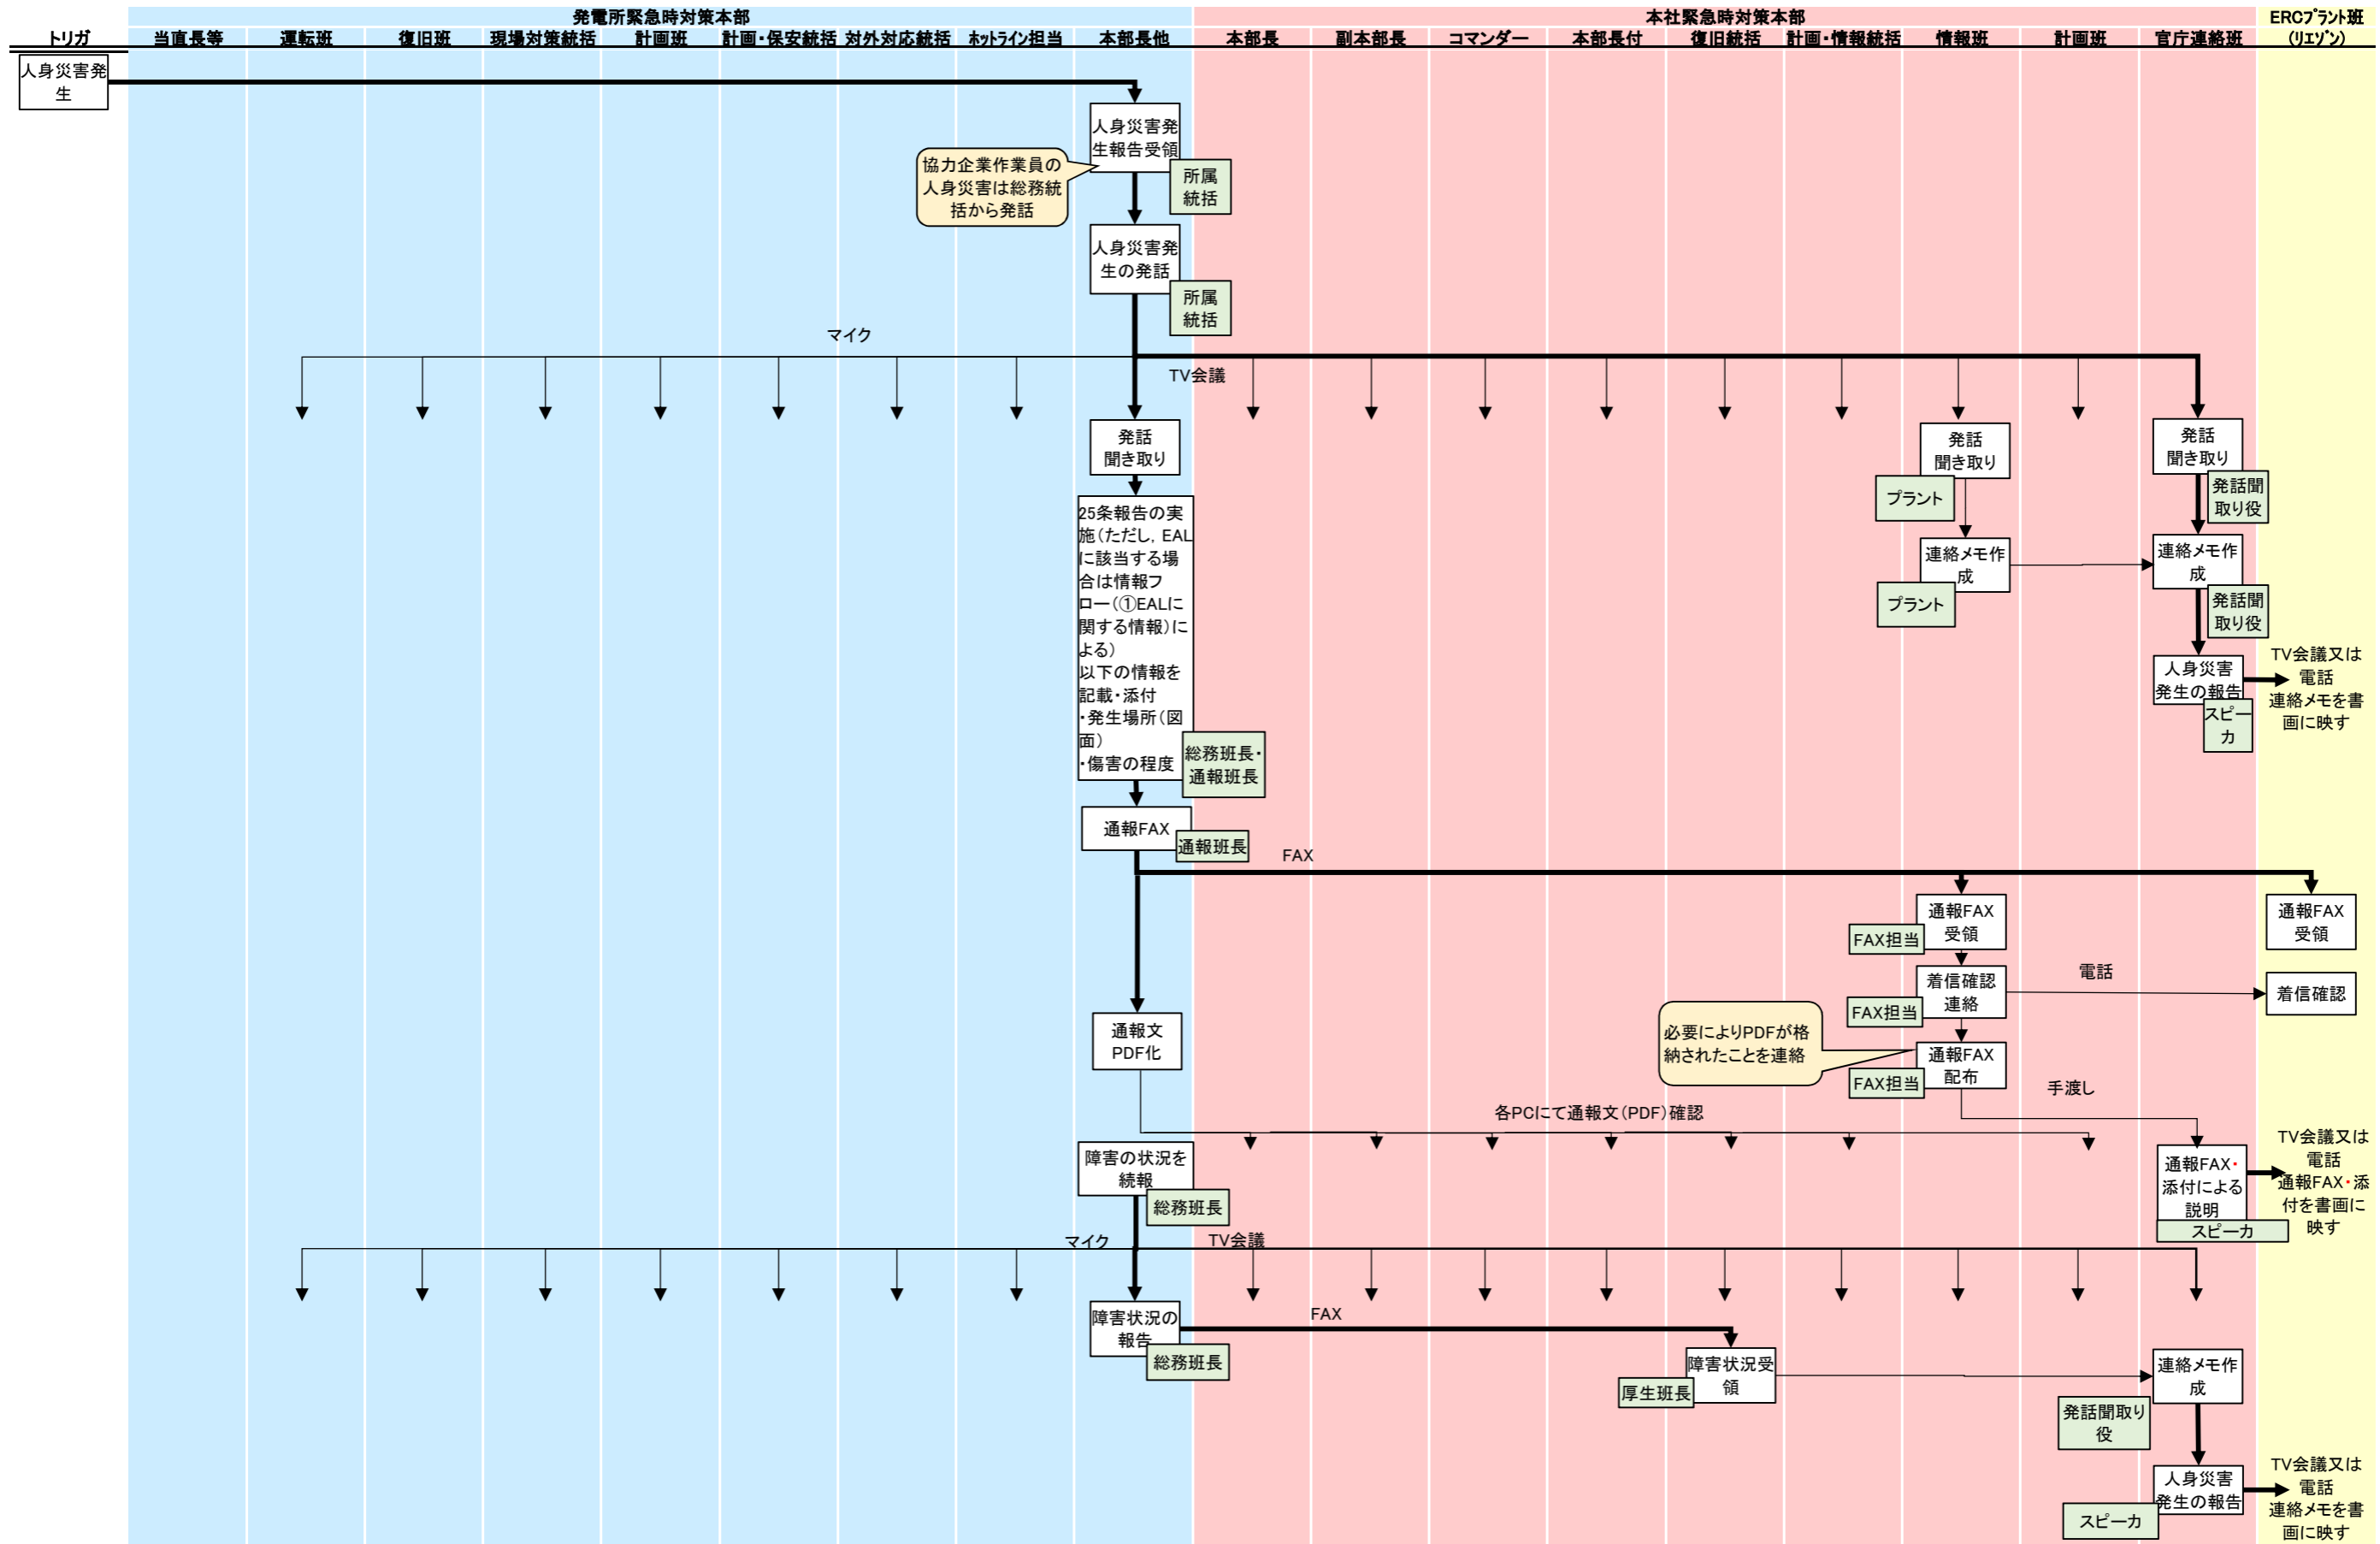 発電所緊急時対策本部
本社緊急時対策本部
ERCプラント班
(リエゾン)
トリガ
当直長等
運転班
復旧班
現場対策統括
計画班
計画・保安統括
対外対応統括
ホットライン担当
本部長他
本部長
副本部長
コマンダー
本部長付
復旧統括
計画・情報統括
情報班
計画班
官庁連絡班
人身災害発
生
人身災害発
生報告受領
所属
統括
協力企業作業員の
人身災害は総務統
括から発話
人身災害発
生の発話
所属
統括
マイク
TV会議
発話
聞き取り
発話
聞き取り
プラント
発話
聞き取り
発話聞
取り役
25条報告の実
施(ただし, EAL
に該当する場
合は情報フ
ロー(①EALに
関する情報)に
よる)
以下の情報を
記載・添付
・発生場所(図
面)
・傷害の程度
総務班長・
通報班長
連絡メモ作
成
プラント
連絡メモ作
成
発話聞
取り役
人身災害
発生の報告
スピー
カ
TV会議又は
電話
連絡メモを書
画に映す
通報FAX
通報班長
FAX
通報FAX
受領
FAX担当
通報FAX
受領
着信確認
連絡
FAX担当
電話
着信確認
通報文
PDF化
必要によりPDFが格
納されたことを連絡
通報FAX
配布
FAX担当
手渡し
各PCにて通報文(PDF)確認
障害の状況を
続報
総務班長
通報FAX・
添付による
説明
スピーカ
TV会議又は
電話
通報FAX・添
付を書画に
映す
マイク
TV会議
障害状況の
報告
総務班長
FAX
障害状況受
領
厚生班長
連絡メモ作
成
発話聞取り
役
人身災害
発生の報告
スピーカ
TV会議又は
電話
連絡メモを書
画に映す